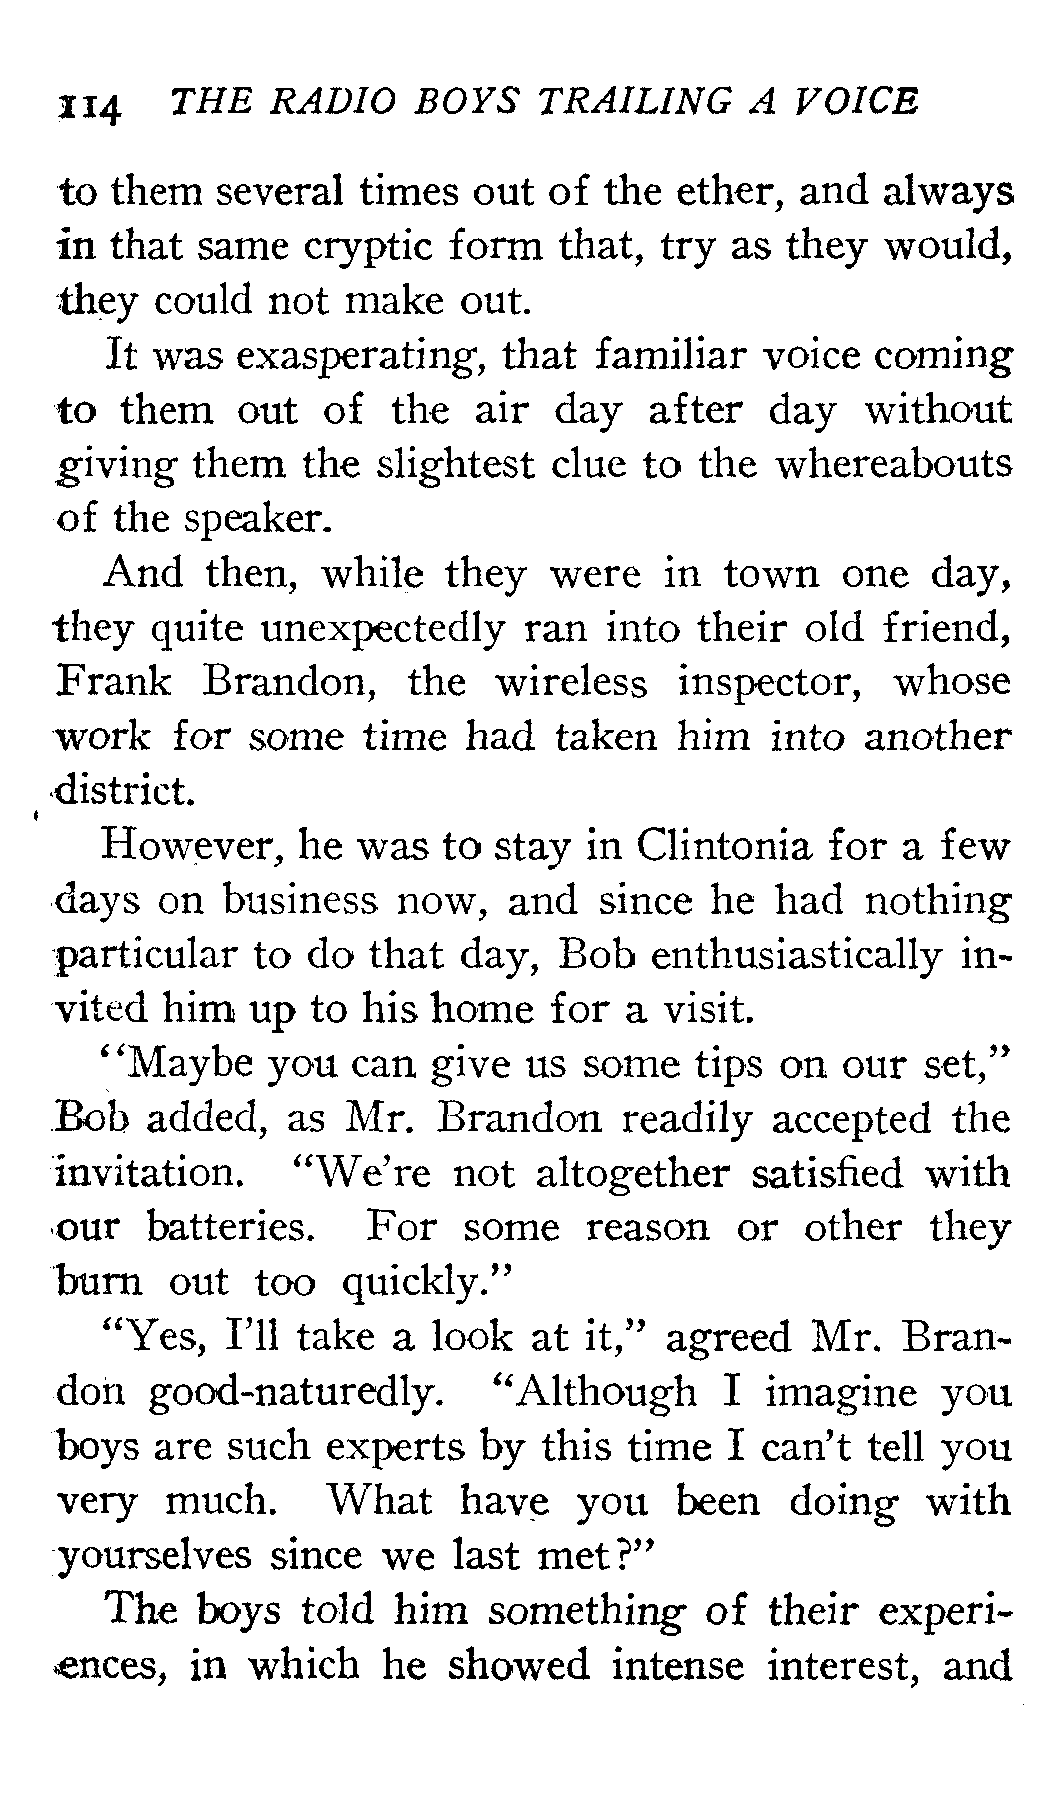 114 THE RADIO BOYS TRAILING A VOICE
to them several times out of the ether, and always
in that same cryptic form that, try as they would,
they could not make out.
It was exasperating, that familiar voice coming
to them out of the air day after day without
giving them the slightest clue to the whereabouts
of the speaker.
And then, while they were in town one day,
they quite unexpectedly ran into their old friend,
Frank Brandon, the wireless inspector, whose
work for some time had taken him into another
district.
However, he was to stay in Clintonia for a few
days on business now, and since he had nothing
particular to do that day, Bob enthusiastically in-
vited him up to his home for a visit.
“Maybe you can give us some tips on our set,”
Bob added, as Mr. Brandon readily accepted the
invitation. “We’re not altogether satisfied with
our batteries. For some reason or other they
burn out too quickly.”
“Yes, I’ll take a look at it,” agreed Mr. Bran-
don good-naturedly. “Although I imagine you
boys are such experts by this time I can’t tell you
very much. What have you been doing with
yourselves since we last met?”
The boys told him something of their experi-
ences, in which he showed intense interest, and